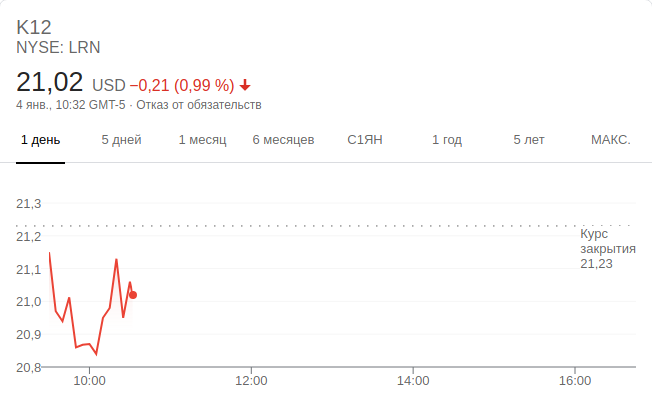 K12
NYSE: LRN
21,02 USD −0,21 (0,99 %)
4 янв., 10:32 GMT-5 · Отказ от обязательств
1 день 5 дней 1 месяц 6 месяцев С1ЯН 1 год 5 лет МАКС.
21,3
21,2
21,1
21,0
20,9
20,8
Курс
закрытия
21,23
10:00 12:00 14:00 16:00